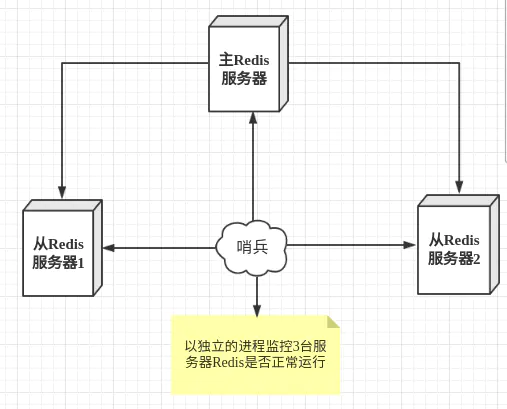 主Redis
服务器
从Redis
服务器1
哨兵
从Redis
服务器2
以独立的进程监控3台服
务器Redis是否正常运行